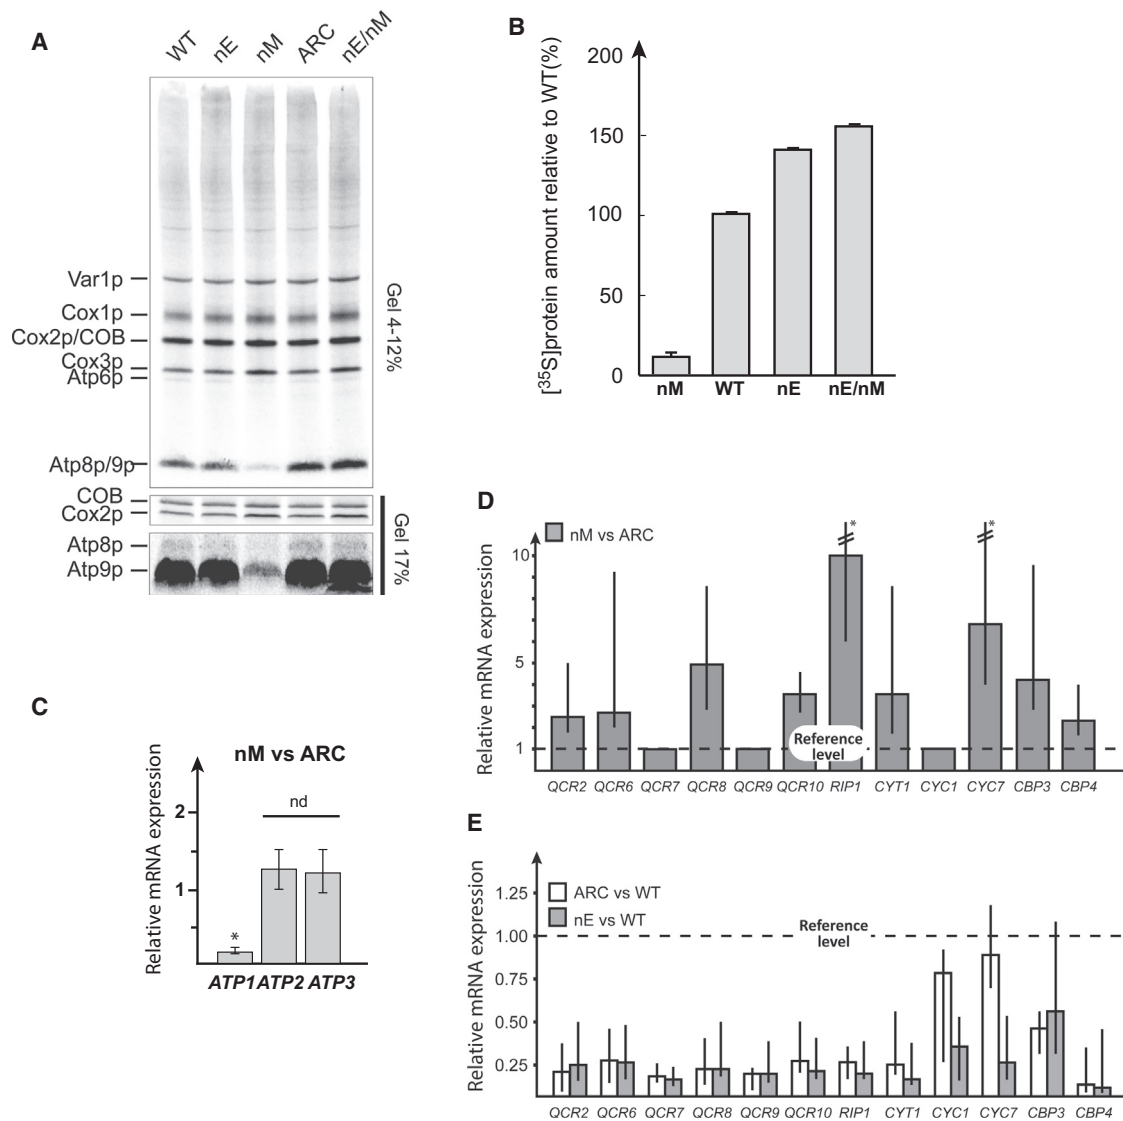 A
WT nE nM ARC nE/nM
Var1p
Cox1p
Cox2p/COB
Cox3p
Atp6p
Atp8p/9p
Gel 4-12%
COB
Cox2p
Atp8p
Atp9p
Gel 17%
B
[35S]protein amount relative to WT(%)
200
150
100
50
0
nM WT nE nE/nM
C
nM vs ARC
Relative mRNA expression
nd
2
1
*
ATP1 ATP2 ATP3
D
nM vs ARC
* *
Relative mRNA expression
10
5
1
Reference
level
QCR2 QCR6 QCR7 QCR8 QCR9 QCR10 RIP1 CYT1 CYC1 CYC7 CBP3 CBP4
E
Relative mRNA expression
ARC vs WT
nE vs WT
1.25
1.00
0.75
0.50
0.25
Reference
level
QCR2 QCR6 QCR7 QCR8 QCR9 QCR10 RIP1 CYT1 CYC1 CYC7 CBP3 CBP4